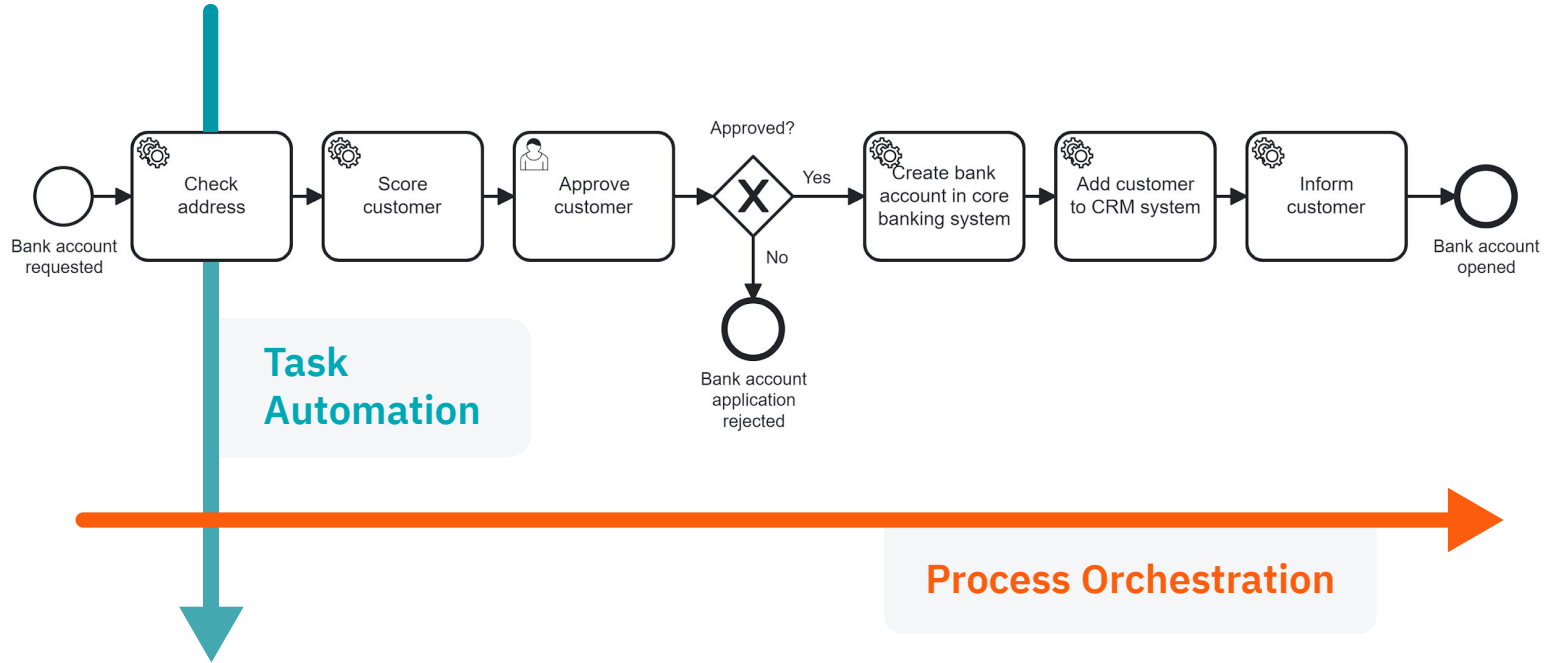 Bank account
requested
Check
address
Score
customer
Approve
customer
Approved?
Yes
No
Bank account
application
rejected
Create bank
account in core
banking system
Add customer
to CRM system
Inform
customer
Bank account
opened
Task
Automation
Process Orchestration